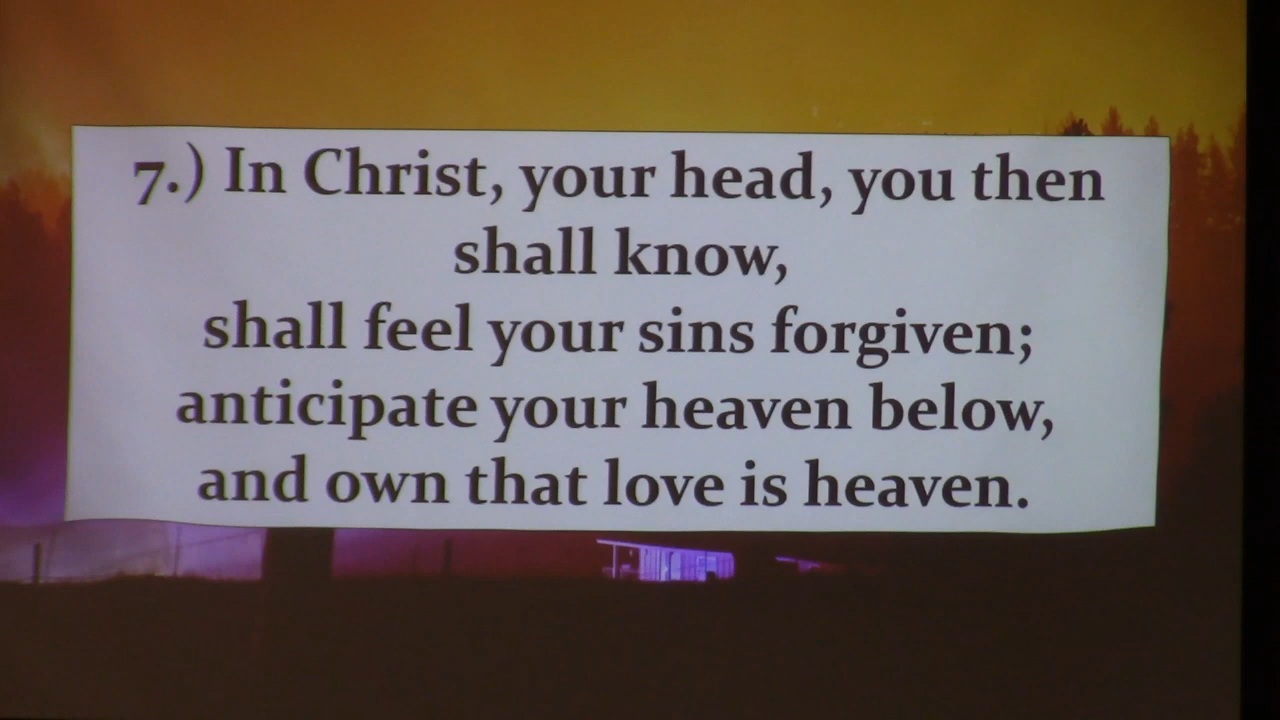 7.) In Christ, your head, you then
shall know,
shall feel your sins forgiven;
anticipate your heaven below,
and own that love is heaven.